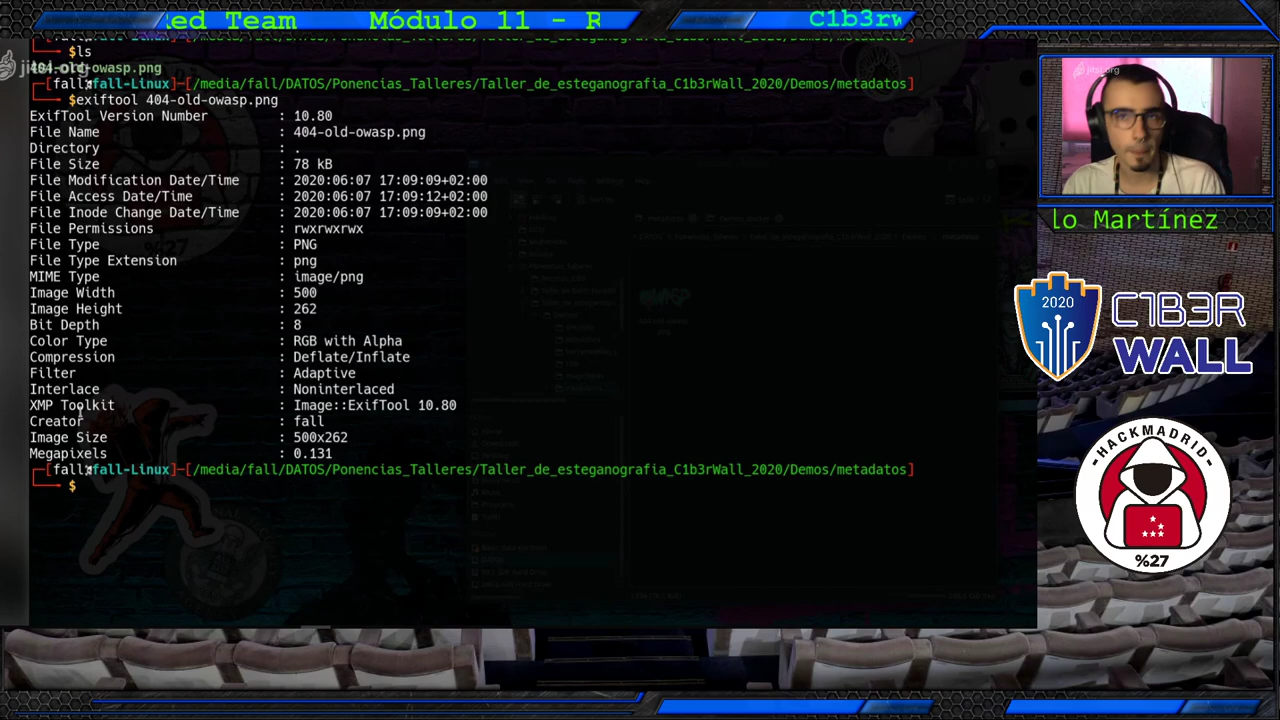 ed Team Módulo 11 - R C1b3rw
$ls
404-old-owasp.png
[fall fall-Linux]-[/media/fall/DATOS/Ponencias_Talleres/Taller_de_esteganografia_C1b3rWall_2020/Demos/metadatos]
$exiftool 404-old-owasp.png
ExifTool Version Number : 10.80
File Name : 404-old-owasp.png
Directory : .
File Size : 78 kB
File Modification Date/Time : 2020:06:07 17:09:09+02:00
File Access Date/Time : 2020:06:07 17:09:12+02:00
File Inode Change Date/Time : 2020:06:07 17:09:09+02:00
File Permissions : rwxrwxrwx
File Type : PNG
File Type Extension : png
MIME Type : image/png
Image Width : 500
Image Height : 262
Bit Depth : 8
Color Type : RGB with Alpha
Compression : Deflate/Inflate
Filter : Adaptive
Interlace : Noninterlaced
XMP Toolkit : Image::ExifTool 10.80
Creator : fall
Image Size : 500x262
Megapixels : 0.131
[fall fall-Linux]-[/media/fall/DATOS/Ponencias_Talleres/Taller_de_esteganografia_C1b3rWall_2020/Demos/metadatos]
$
jitsi.org
lo Martínez
2020
C1B3R
WALL
HACKMADRID
%27